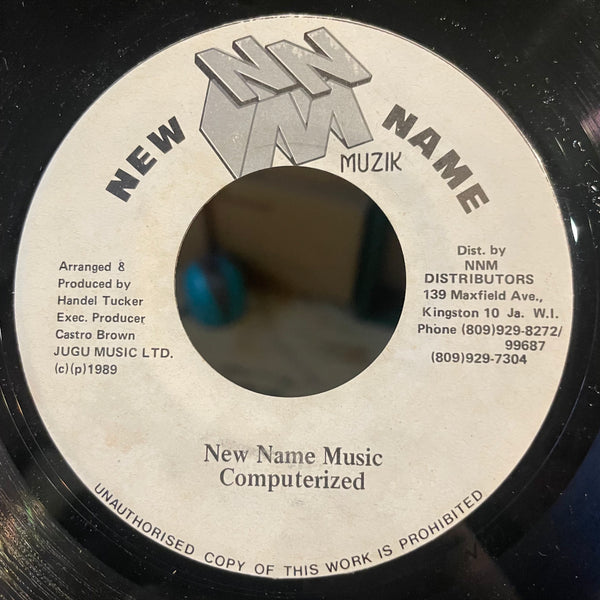 NNM
NEW NAME
MUZIK
Arranged &
Produced by
Handel Tucker
Exec. Producer
Castro Brown
JUGU MUSIC LTD.
(c)(p)1989
Dist. by
NNM
DISTRIBUTORS
139 Maxfield Ave.,
Kingston 10 Ja. W.I.
Phone (809)929-8272/
99687
(809)929-7304
New Name Music
Computerized
UNAUTHORISED COPY OF THIS WORK IS PROHIBITED